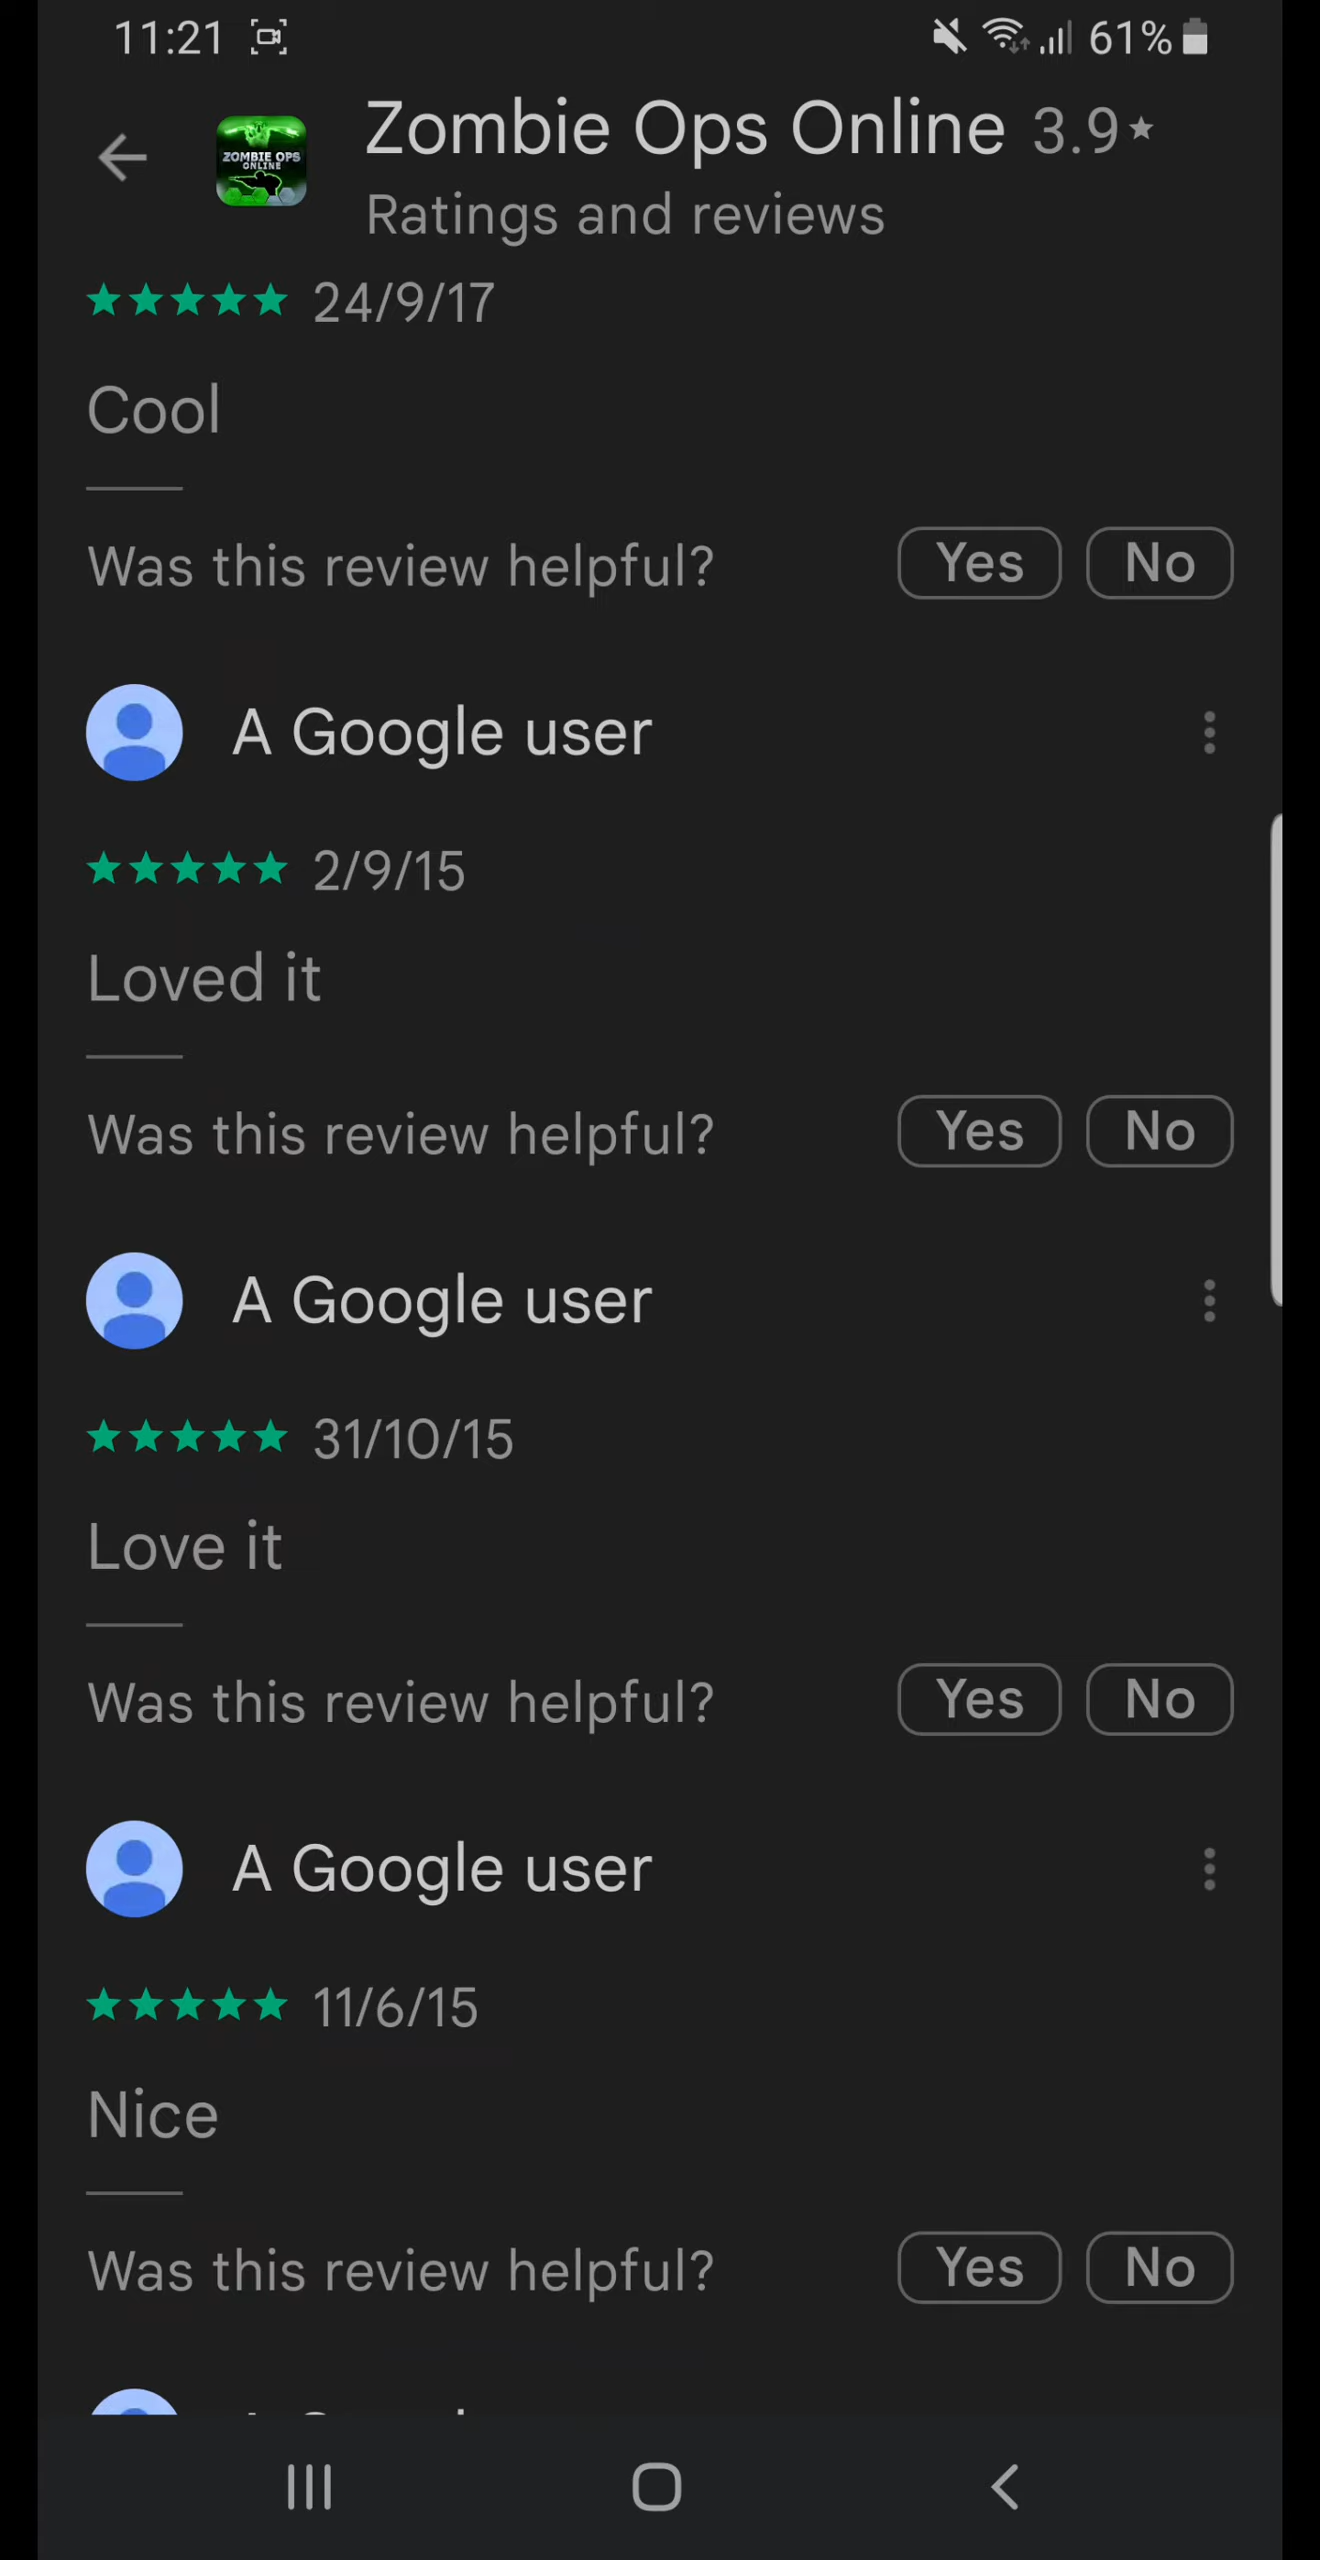 11:21 61%
Zombie Ops Online 3.9★
ZOMBIE OPS
ONLINE
Ratings and reviews
24/9/17
Cool
Was this review helpful? Yes No
A Google user
2/9/15
Loved it
Was this review helpful? Yes No
A Google user
31/10/15
Love it
Was this review helpful? Yes No
A Google user
11/6/15
Nice
Was this review helpful? Yes No